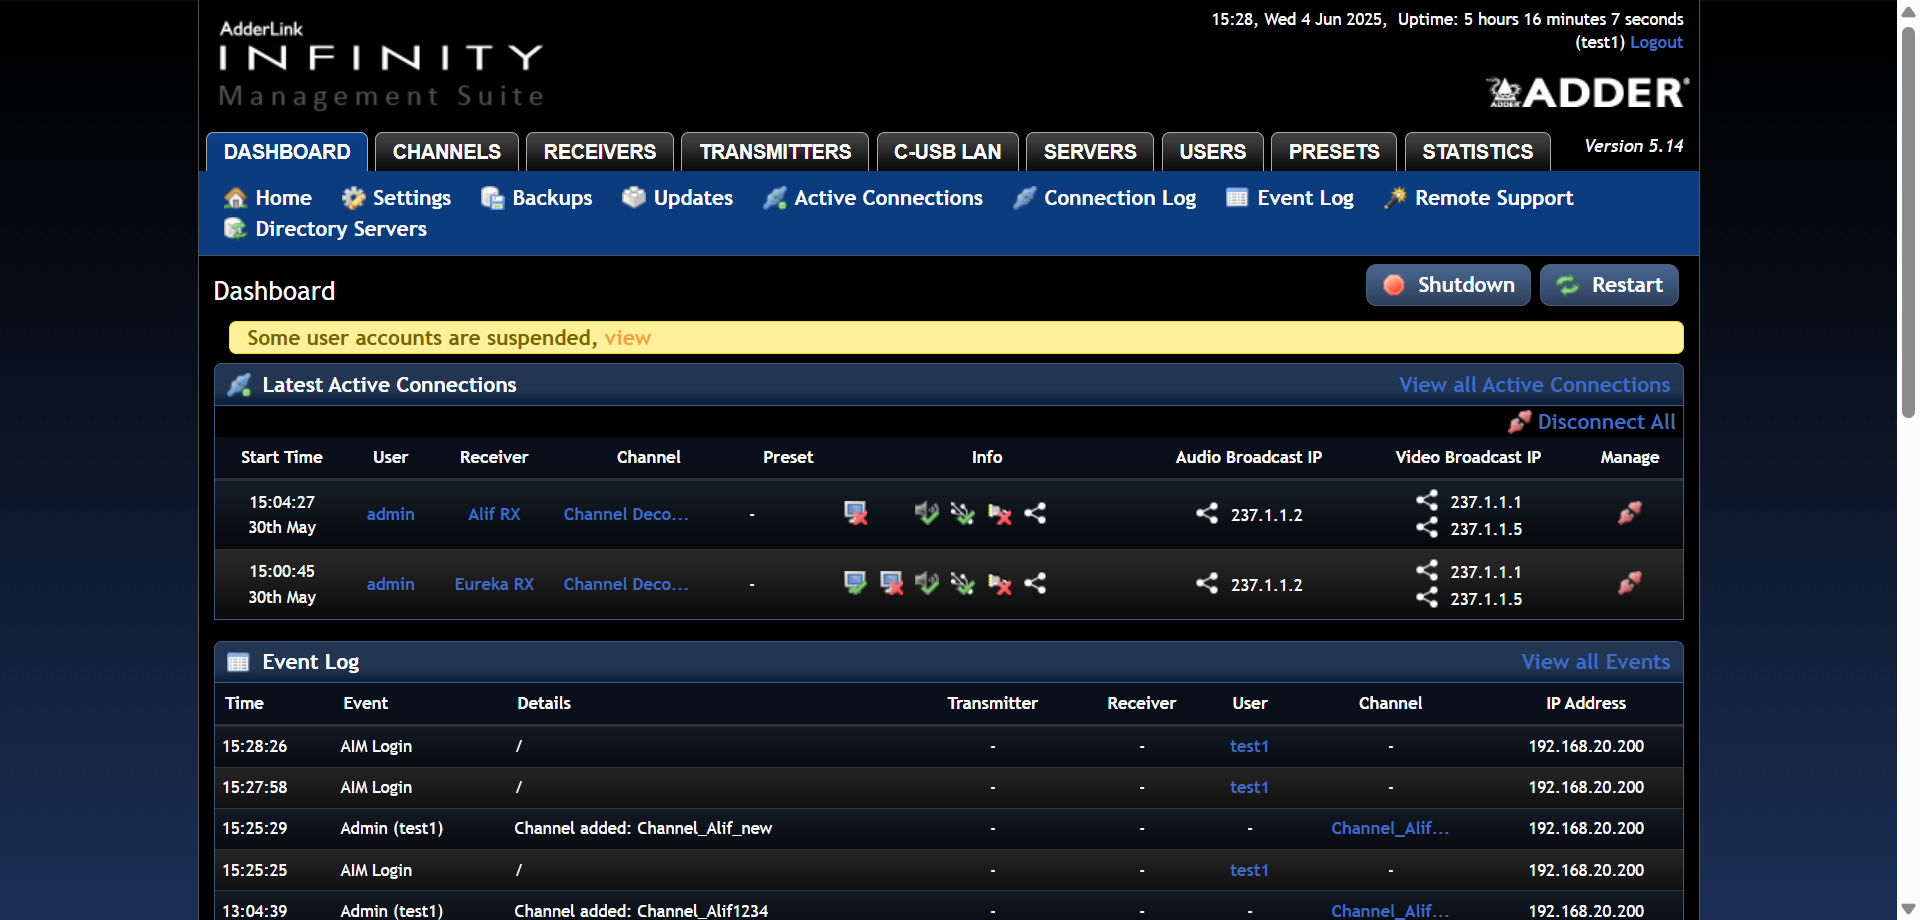 15:28, Wed 4 Jun 2025,  Uptime: 5 hours 16 minutes 7 seconds
(test1) Logout
AdderLink
INFINITY
Management Suite
ADDER
ADDER
DASHBOARD CHANNELS RECEIVERS TRANSMITTERS C-USB LAN SERVERS USERS PRESETS STATISTICS Version 5.14
Home Settings Backups Updates Active Connections Connection Log Event Log Remote Support
Directory Servers
Dashboard Shutdown Restart
Some user accounts are suspended, view
Latest Active Connections View all Active Connections
Disconnect All
Start Time User Receiver Channel Preset Info Audio Broadcast IP Video Broadcast IP Manage
15:04:27
30th May
admin Alif RX Channel Deco... - 237.1.1.2
237.1.1.1
237.1.1.5
15:00:45
30th May
admin Eureka RX Channel Deco... - 237.1.1.2
237.1.1.1
237.1.1.5
Event Log View all Events
Time Event Details Transmitter Receiver User Channel IP Address
15:28:26 AIM Login / - - test1 - 192.168.20.200
15:27:58 AIM Login / - - test1 - 192.168.20.200
15:25:29 Admin (test1) Channel added: Channel_Alif_new - - - Channel_Alif... 192.168.20.200
15:25:25 AIM Login / - - test1 - 192.168.20.200
13:04:39 Admin (test1) Channel added: Channel_Alif1234 - - - Channel_Alif... 192.168.20.200